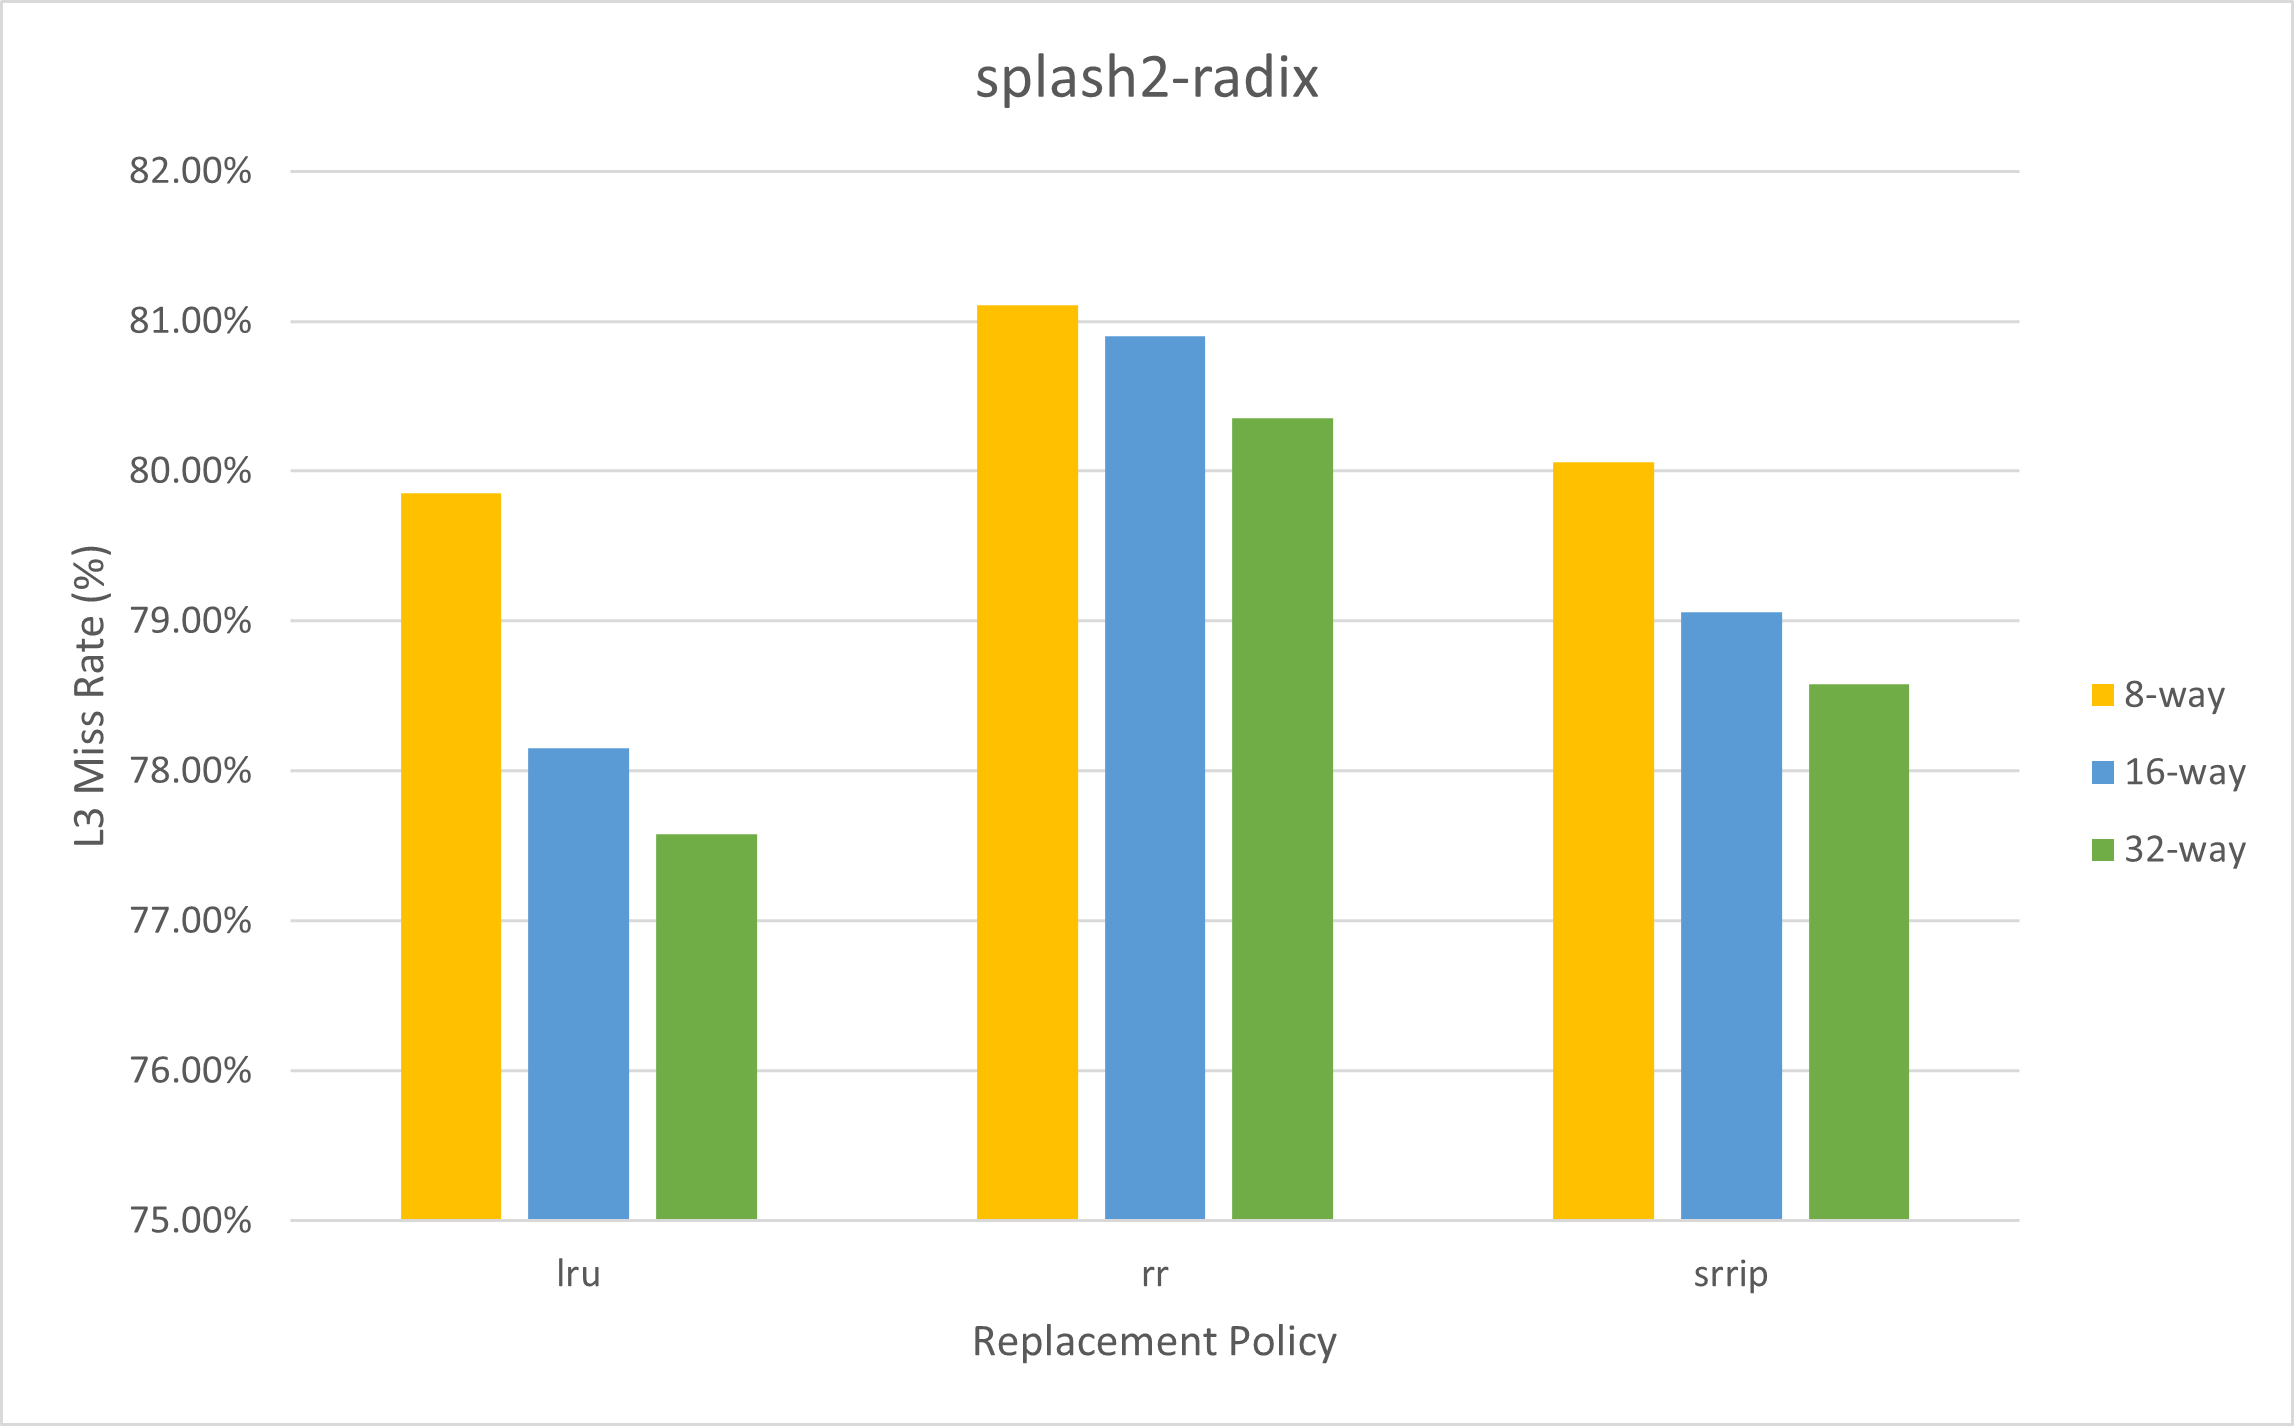 splash2-radix
82.00%
81.00%
80.00%
79.00%
78.00%
77.00%
76.00%
75.00%
L3 Miss Rate (%)
lru
rr
srrip
Replacement Policy
8-way
16-way
32-way